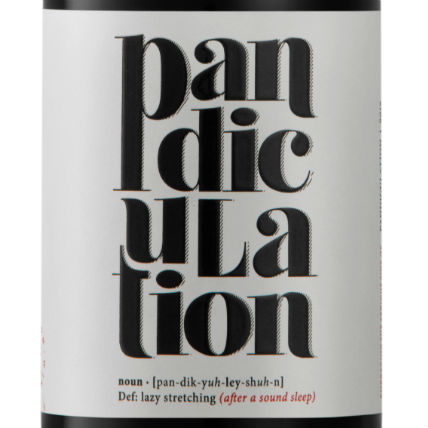 pan
dic
uLa
tion
noun · [pan-dik-yuh-ley-shuh-n]
Def: lazy stretching (after a sound sleep)